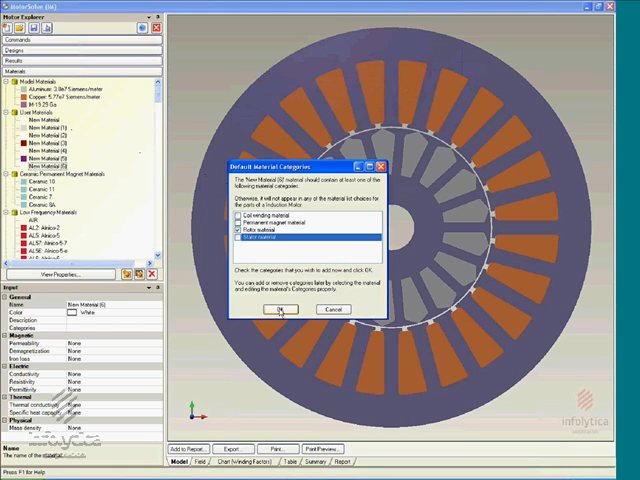 MotorSolve (IM)
Motor Explorer
Commands
Designs
Results
Materials
Model Materials
Aluminum: 3.8e7 Siemens/meter
Copper: 5.77e7 Siemens/meter
M-19 29 Ga
User Materials
New Material
New Material (1)
New Material (2)
New Material (3)
New Material (4)
New Material (5)
New Material (6)
Ceramic Permanent Magnet Materials
Ceramic 10
Ceramic 11
Ceramic 7
Ceramic 8A
Low Frequency Materials
AIR
AL2: Alnico-2
AL5: Alnico-5
AL57: Alnico-5-7
AL6: Alnico-6
View Properties...
Input
General
Name New Material (6)
Color White
Description
Categories
Magnetic
Permeability None
Demagnetization None
Iron loss None
Electric
Conductivity None
Resistivity None
Permittivity None
Thermal
Thermal conductivity None
Specific heat capacity None
Physical
Mass density None
infolytica
Name
The name of the material.
Press F1 for Help
Default Material Categories
The 'New Material (6)' material should contain at least one of the
following material categories.
Otherwise, it will not appear in any of the material list choices for
the parts of a Induction Motor.
Coil winding material
Permanent magnet material
Rotor material
Stator material
Check the categories that you wish to add now and click OK.
You can add or remove categories later by selecting the material
and editing the material's Categories property.
OK
Cancel
infolytica
Add to Report...
Export...
Print...
Print Preview...
Model
Field
Chart (Winding Factors)
Table
Summary
Report